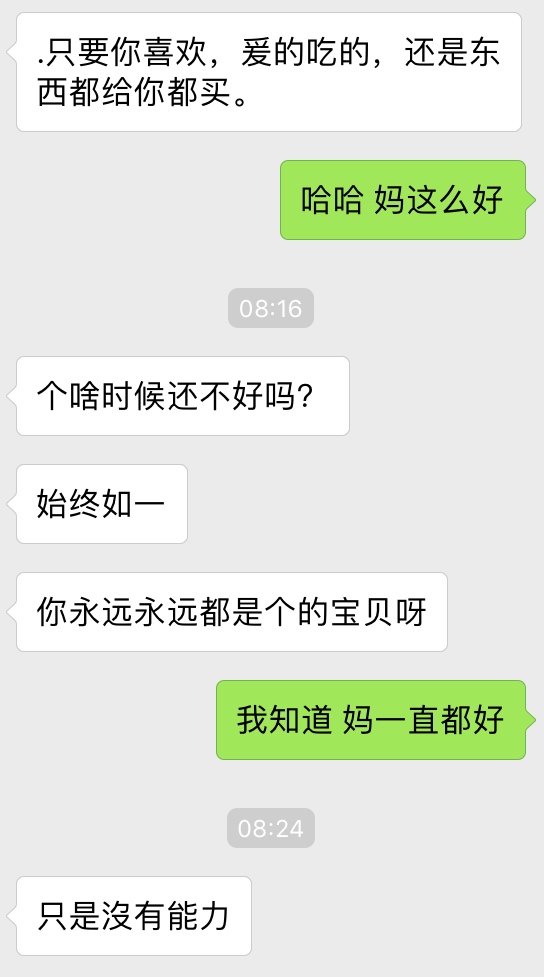 .只要你喜欢，爰的吃的，还是东
西都给你都买。
哈哈 妈这么好
08:16
个啥时候还不好吗？
始终如一
你永远永远都是个的宝贝呀
我知道 妈一直都好
08:24
只是沒有能力